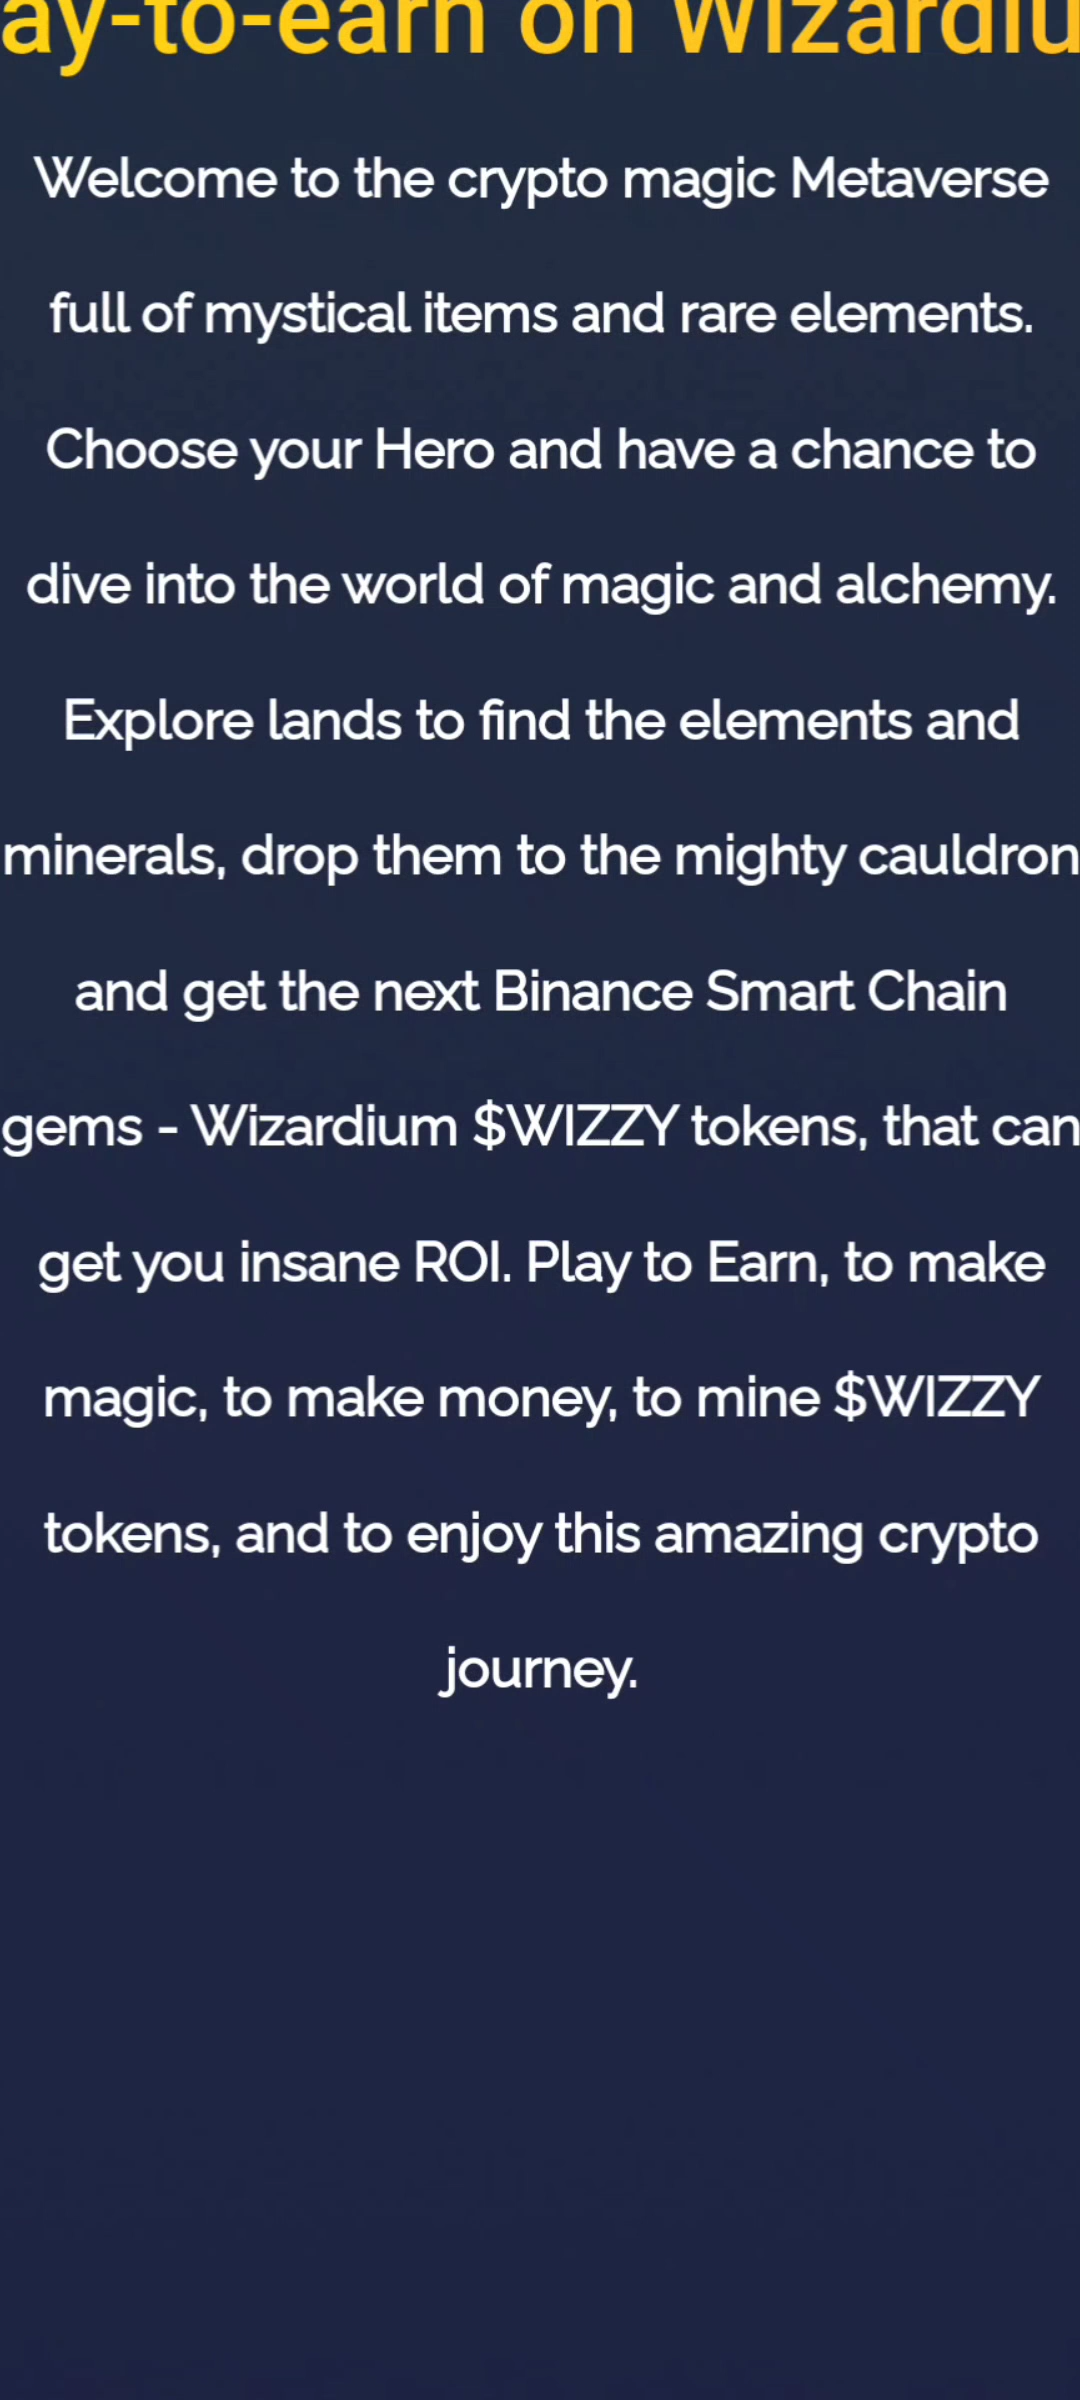 ay-to-earn on Wizardiu
Welcome to the crypto magic Metaverse
full of mystical items and rare elements.
Choose your Hero and have a chance to
dive into the world of magic and alchemy.
Explore lands to find the elements and
minerals, drop them to the mighty cauldron
and get the next Binance Smart Chain
gems - Wizardium $WIZZY tokens, that can
get you insane ROI. Play to Earn, to make
magic, to make money, to mine $WIZZY
tokens, and to enjoy this amazing crypto
journey.